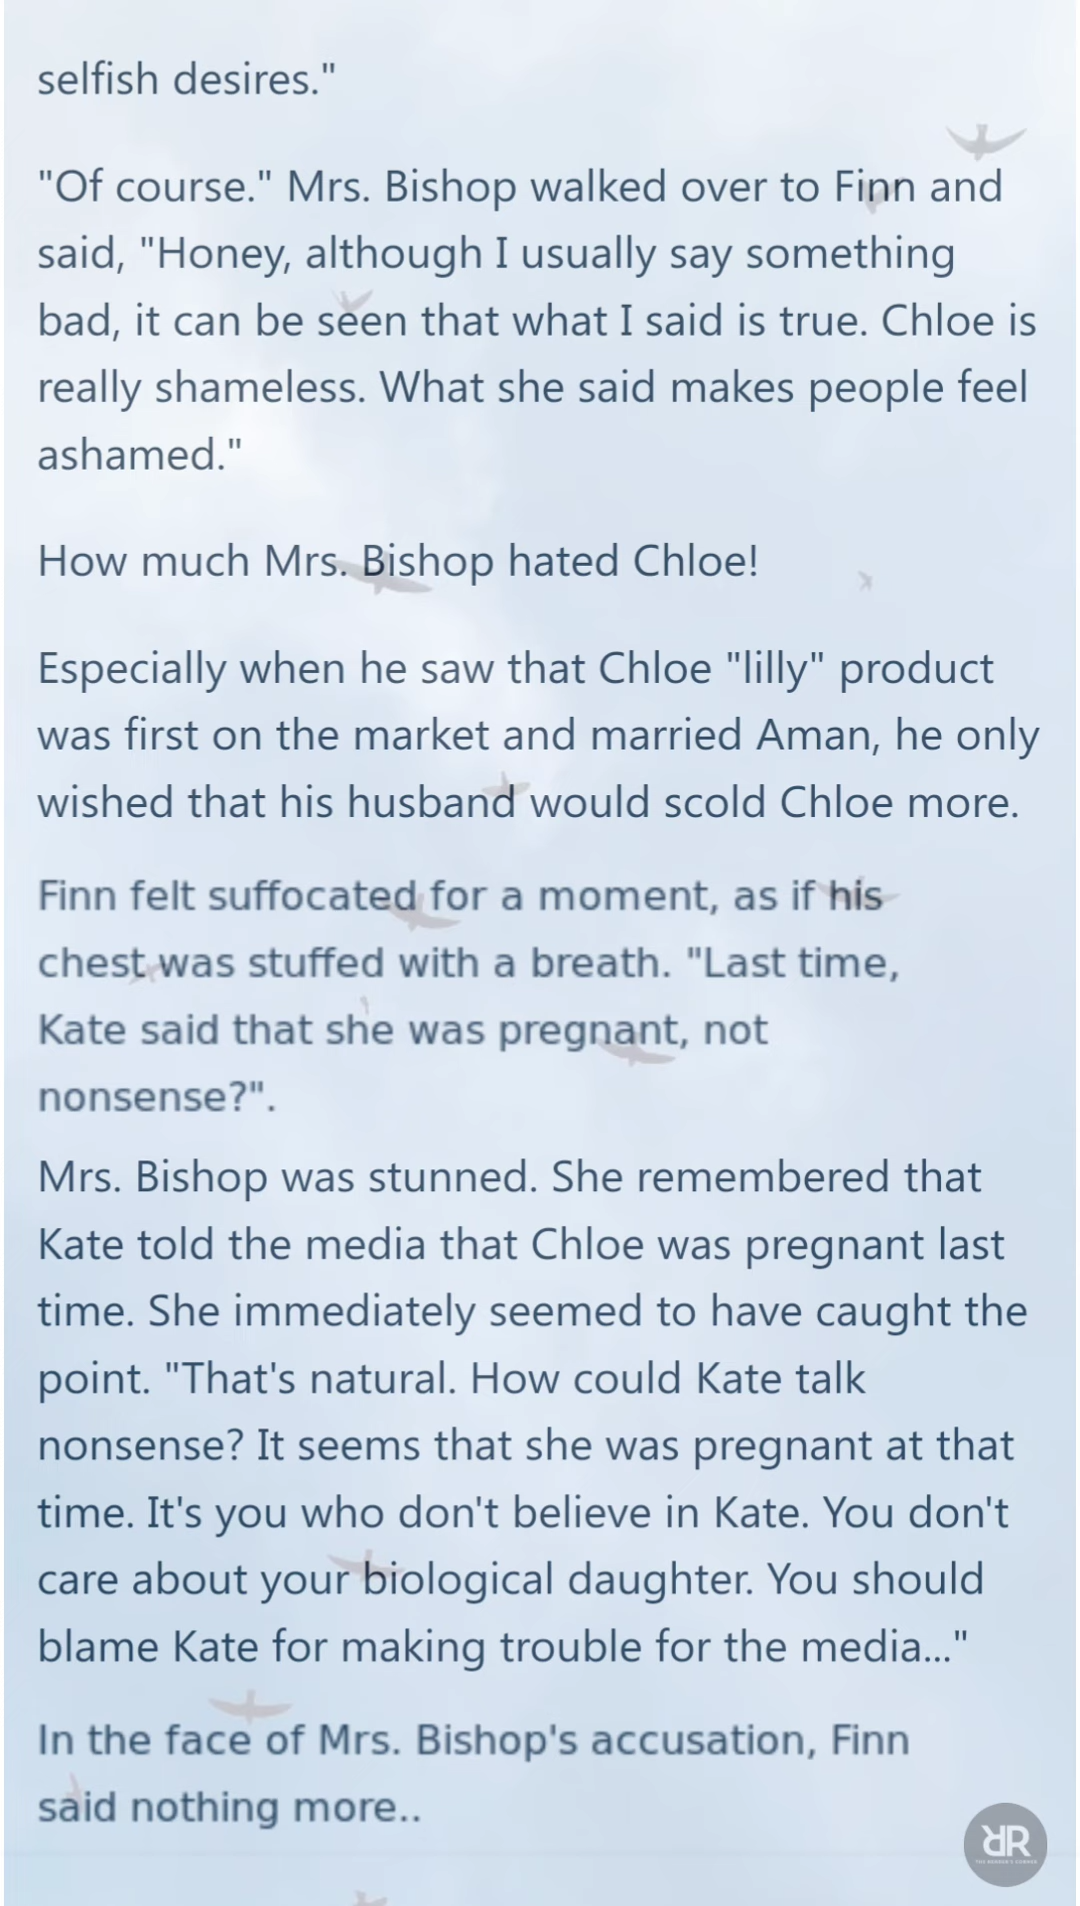 selfish desires."
"Of course." Mrs. Bishop walked over to Finn and
said, "Honey, although I usually say something
bad, it can be seen that what I said is true. Chloe is
really shameless. What she said makes people feel
ashamed."
How much Mrs. Bishop hated Chloe!
Especially when he saw that Chloe "lilly" product
was first on the market and married Aman, he only
wished that his husband would scold Chloe more.
Finn felt suffocated for a moment, as if his
chest was stuffed with a breath. "Last time,
Kate said that she was pregnant, not
nonsense?".
Mrs. Bishop was stunned. She remembered that
Kate told the media that Chloe was pregnant last
time. She immediately seemed to have caught the
point. "That's natural. How could Kate talk
nonsense? It seems that she was pregnant at that
time. It's you who don't believe in Kate. You don't
care about your biological daughter. You should
blame Kate for making trouble for the media..."
In the face of Mrs. Bishop's accusation, Finn
said nothing more..
RR
THE READER'S CORNER